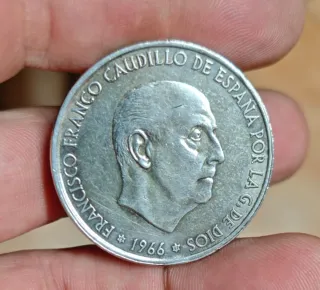 FRANCISCO FRANCO CAUDILLO DE ESPAÑA POR LA G. DE DIOS
* 1966 *